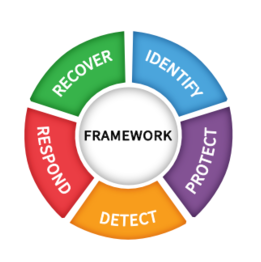 FRAMEWORK
IDENTIFY
PROTECT
DETECT
RESPOND
RECOVER